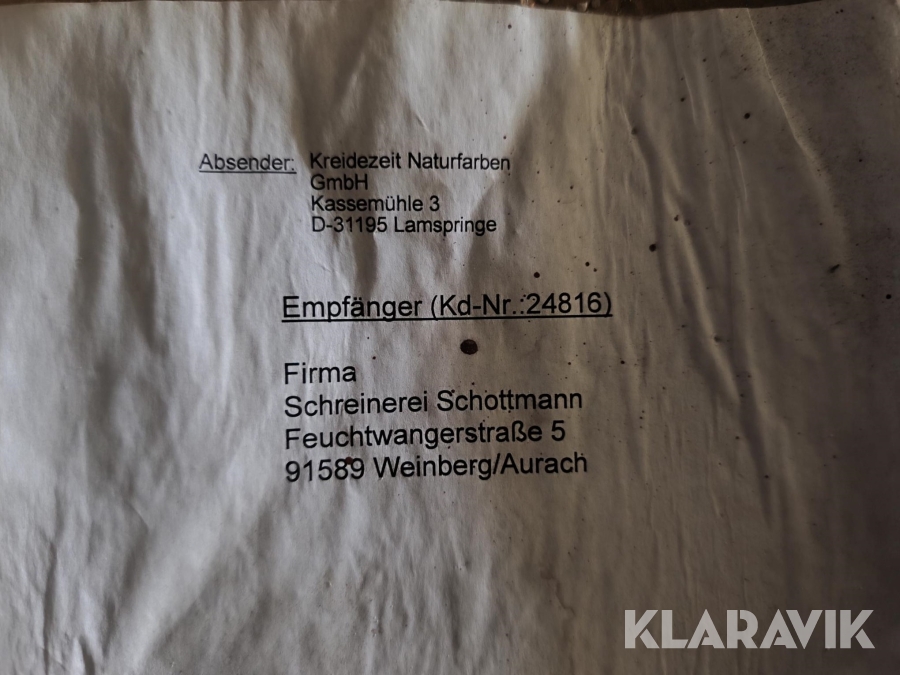 Absender: Kreidezeit Naturfarben
GmbH
Kassemühle 3
D-31195 Lamspringe
Empfänger (Kd-Nr.:24816)
Firma
Schreinerei Schottmann
Feuchtwangerstraße 5
91589 Weinberg/Aurach
KLARAVIK